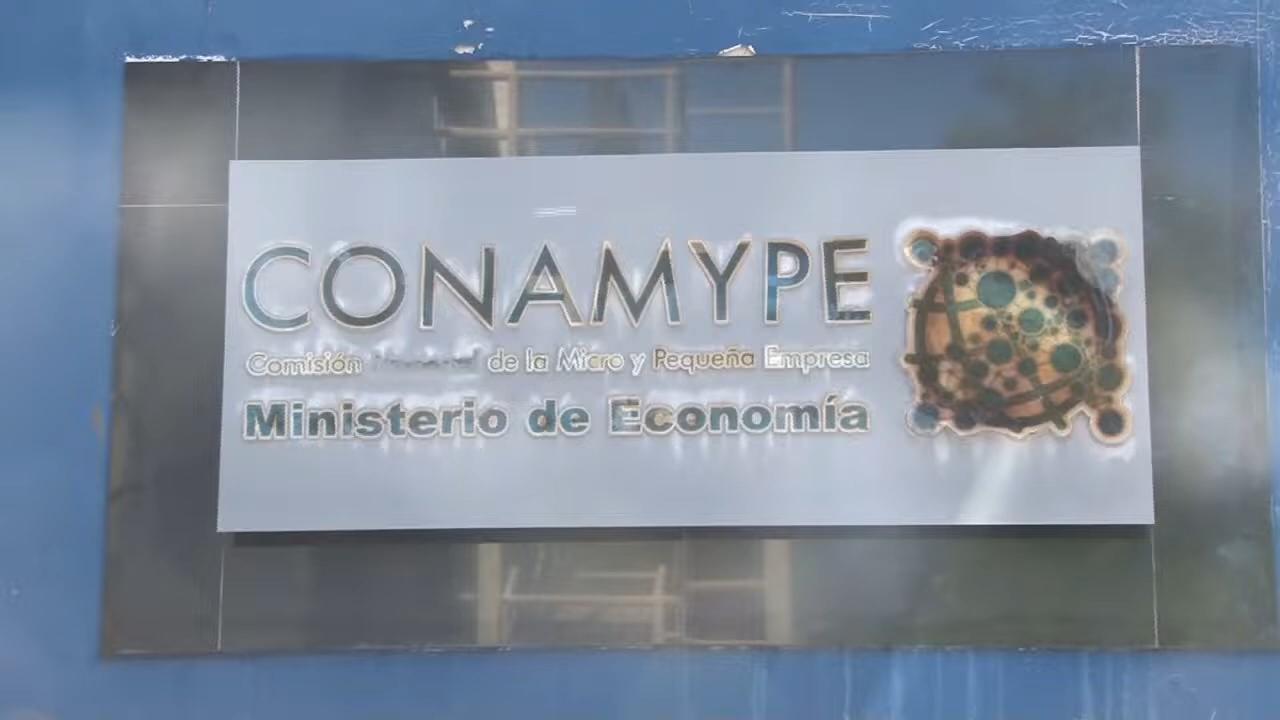 CONAMYPE
Comisión de la Micro y Pequeña Empresa
Ministerio de Economía